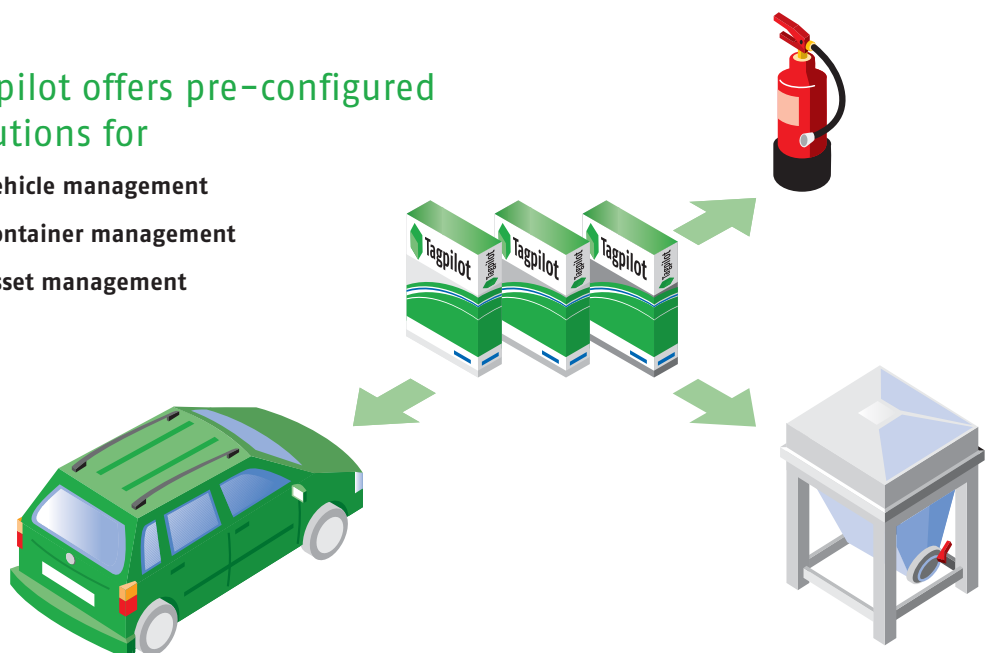 pilot offers pre-configured
utions for
ehicle management
ontainer management
sset management
Tagpilot
Tagpilot
Tagpilot
Tagpilot
Tagpilot
Tagpilot